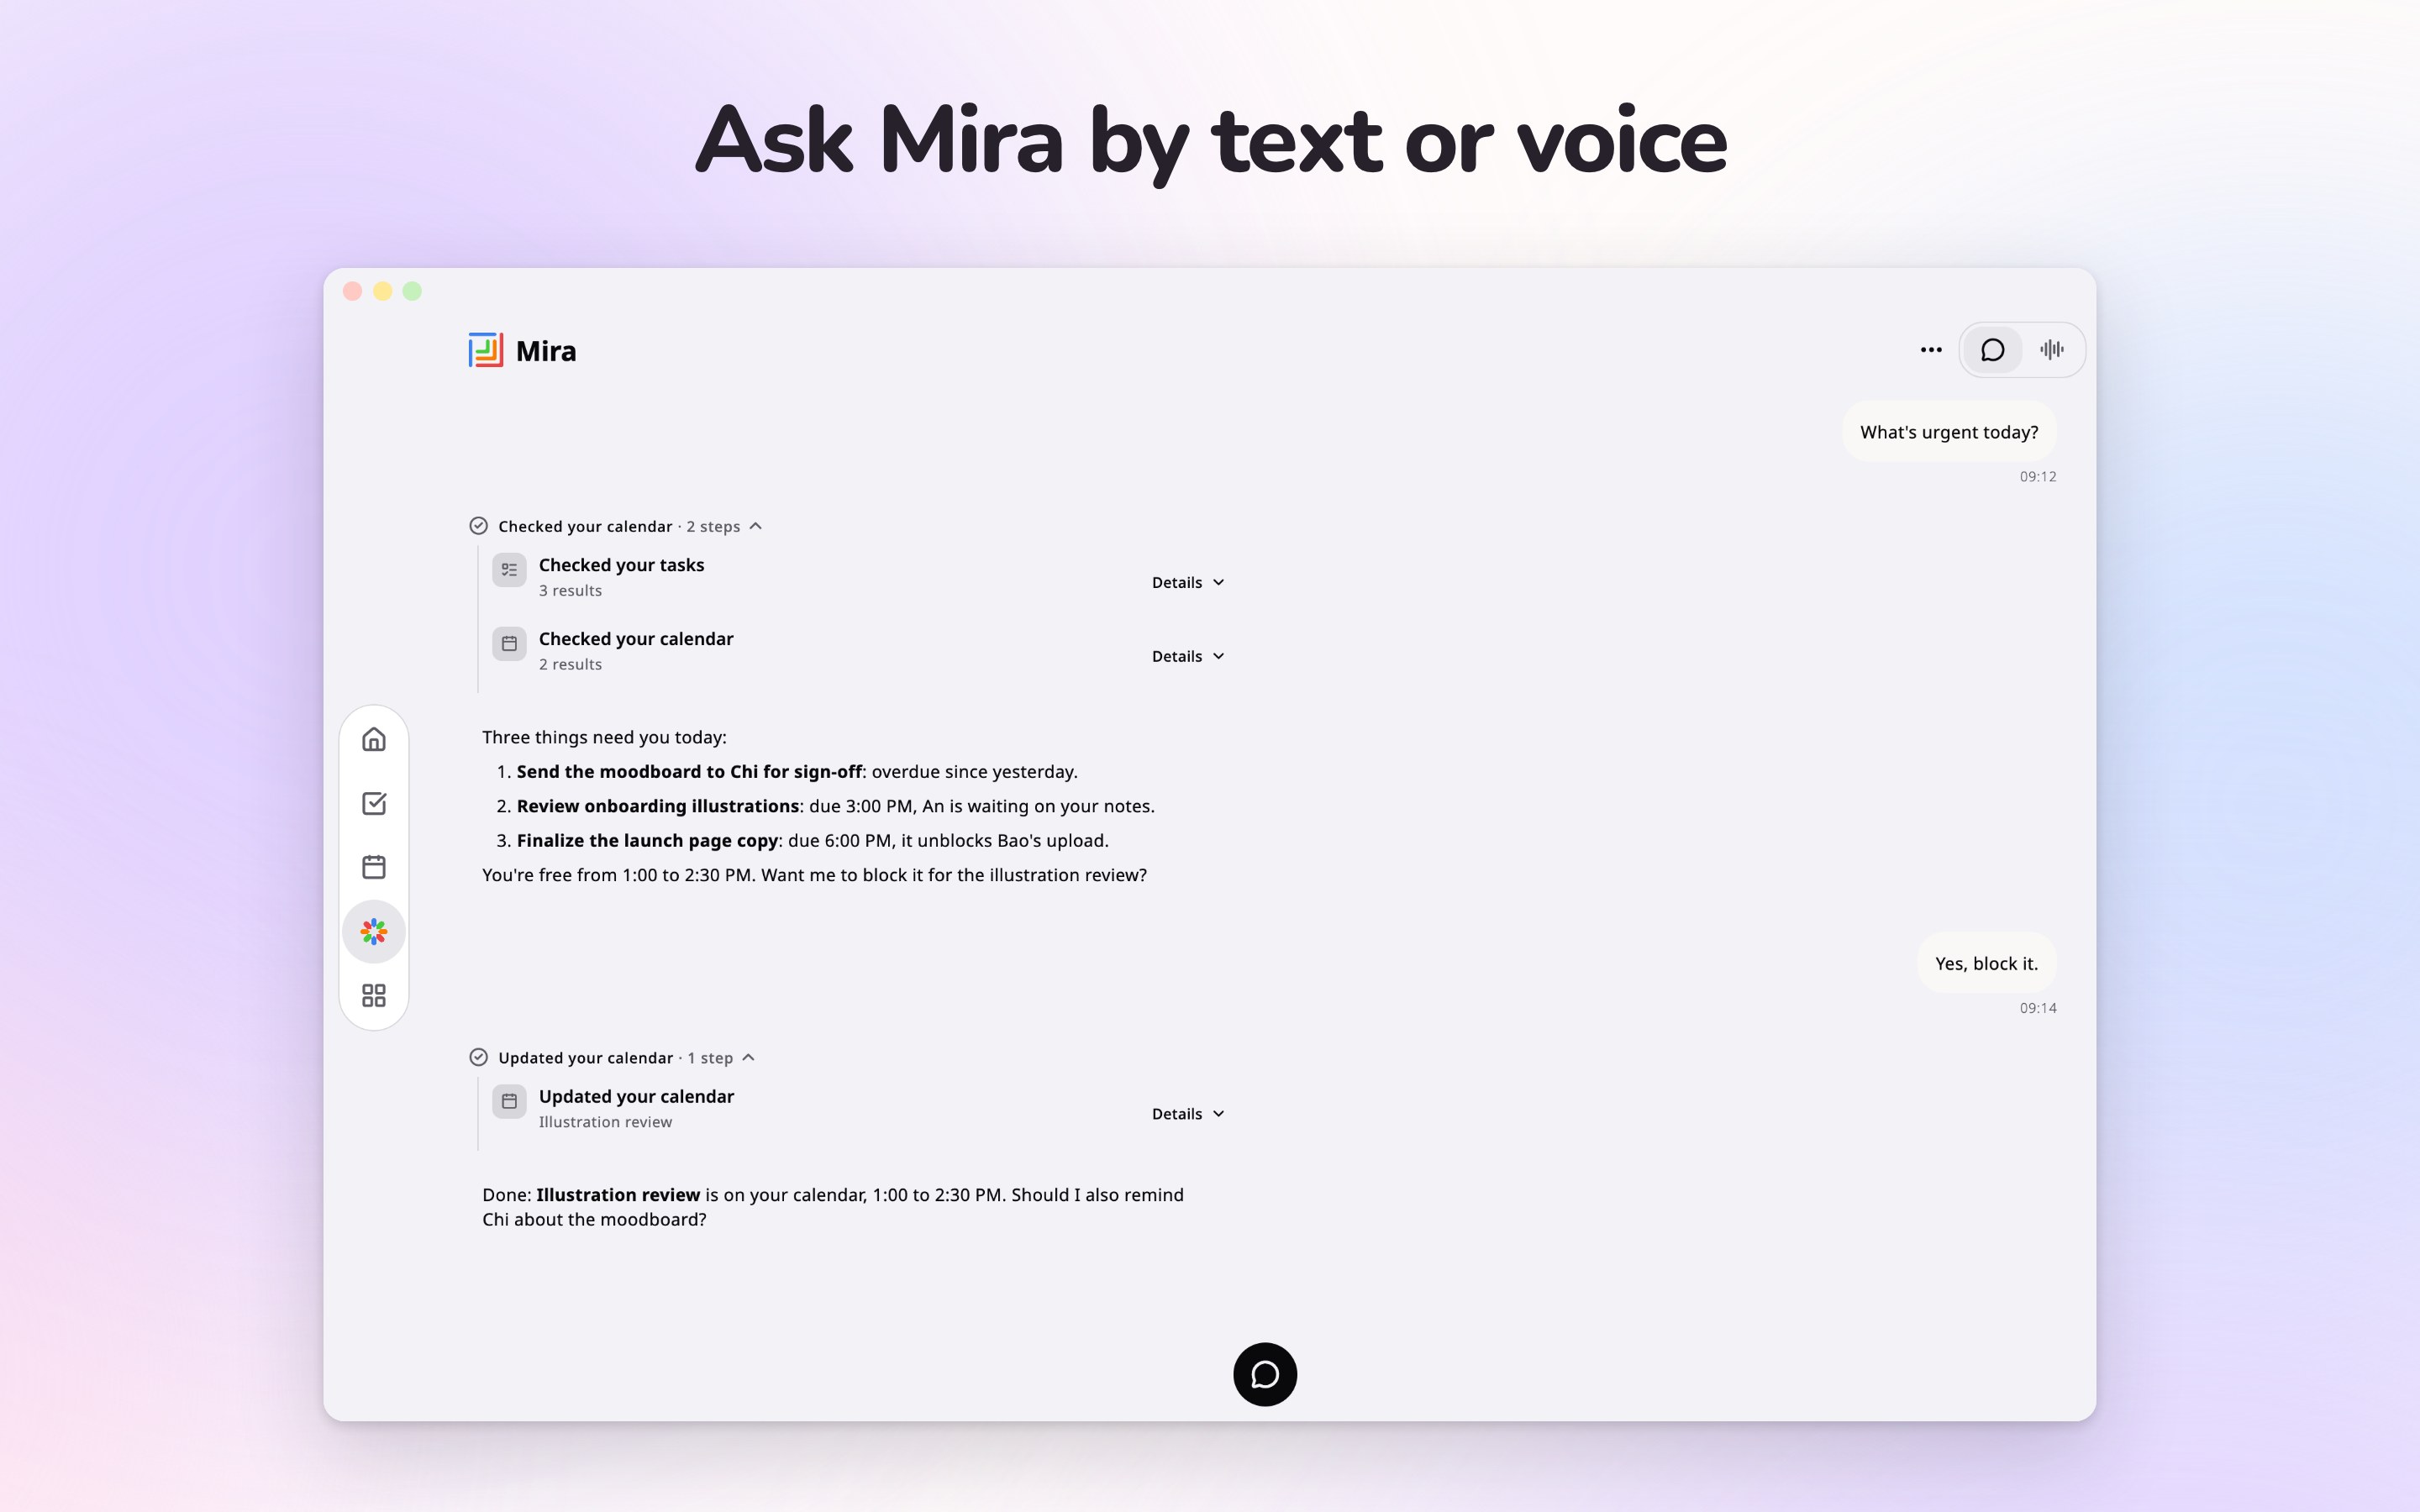 Ask Mira by text or voice
Mira
What's urgent today?
09:12
Checked your calendar · 2 steps
Checked your tasks
3 results
Details
Checked your calendar
2 results
Details
Three things need you today:
1. Send the moodboard to Chi for sign-off: overdue since yesterday.
2. Review onboarding illustrations: due 3:00 PM, An is waiting on your notes.
3. Finalize the launch page copy: due 6:00 PM, it unblocks Bao's upload.
You're free from 1:00 to 2:30 PM. Want me to block it for the illustration review?
Yes, block it.
09:14
Updated your calendar · 1 step
Updated your calendar
Illustration review
Details
Done: Illustration review is on your calendar, 1:00 to 2:30 PM. Should I also remind
Chi about the moodboard?